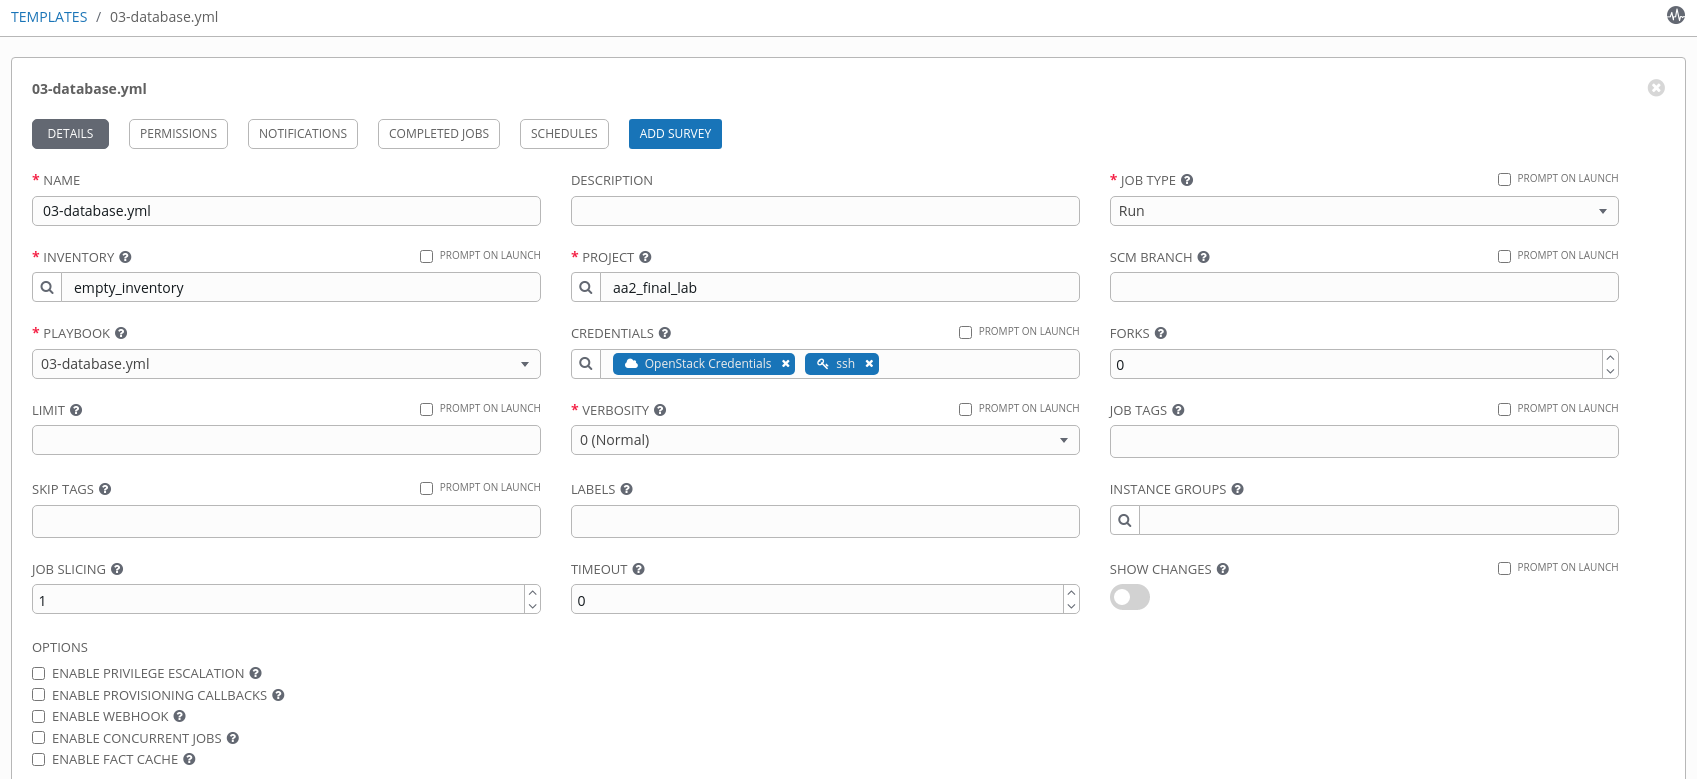 TEMPLATES / 03-database.yml
03-database.yml
DETAILS PERMISSIONS NOTIFICATIONS COMPLETED JOBS SCHEDULES ADD SURVEY
* NAME DESCRIPTION * JOB TYPE ? PROMPT ON LAUNCH
03-database.yml Run
* INVENTORY ? PROMPT ON LAUNCH * PROJECT ? SCM BRANCH ? PROMPT ON LAUNCH
empty_inventory aa2_final_lab
* PLAYBOOK ? CREDENTIALS ? PROMPT ON LAUNCH FORKS ?
03-database.yml OpenStack Credentials ssh 0
LIMIT ? PROMPT ON LAUNCH * VERBOSITY ? PROMPT ON LAUNCH JOB TAGS ? PROMPT ON LAUNCH
0 (Normal)
SKIP TAGS ? PROMPT ON LAUNCH LABELS ? INSTANCE GROUPS ?
JOB SLICING ? TIMEOUT ? SHOW CHANGES ? PROMPT ON LAUNCH
1 0
OPTIONS
ENABLE PRIVILEGE ESCALATION ?
ENABLE PROVISIONING CALLBACKS ?
ENABLE WEBHOOK ?
ENABLE CONCURRENT JOBS ?
ENABLE FACT CACHE ?